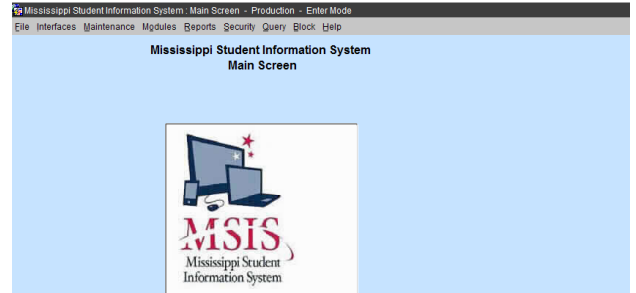 Mississippi Student Information System : Main Screen - Production - Enter Mode
File Interfaces Maintenance Modules Reports Security Query Block Help
Mississippi Student Information System
Main Screen
MSIS
Mississippi Student
Information System